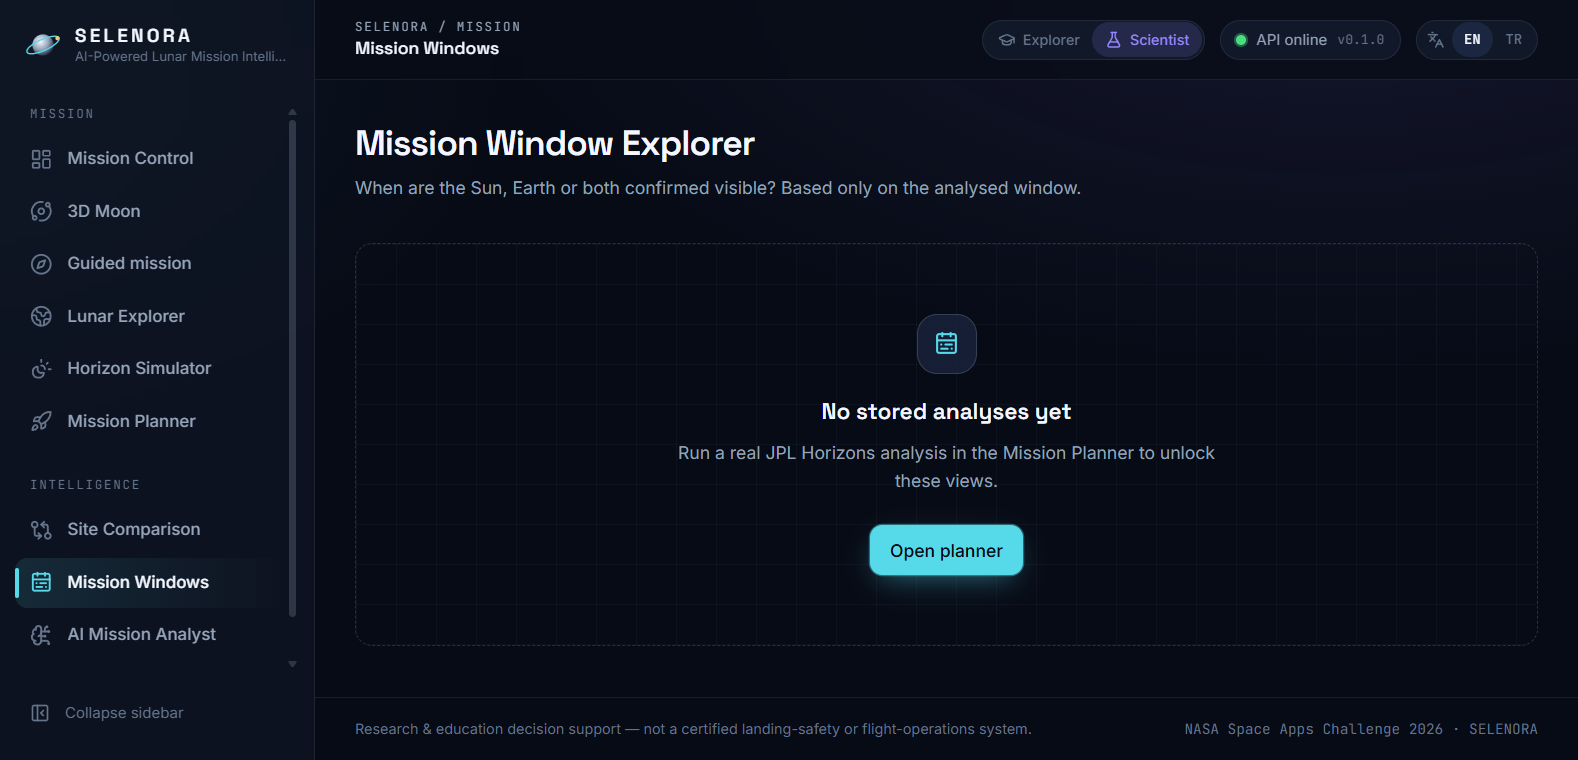 SELENORA
AI-Powered Lunar Mission Intelli...
MISSION
Mission Control
3D Moon
Guided mission
Lunar Explorer
Horizon Simulator
Mission Planner
INTELLIGENCE
Site Comparison
Mission Windows
AI Mission Analyst
Collapse sidebar
SELENORA / MISSION
Mission Windows
Explorer
Scientist
API online v0.1.0
EN
TR
Mission Window Explorer
When are the Sun, Earth or both confirmed visible? Based only on the analysed window.
No stored analyses yet
Run a real JPL Horizons analysis in the Mission Planner to unlock
these views.
Open planner
Research & education decision support — not a certified landing-safety or flight-operations system.
NASA Space Apps Challenge 2026 · SELENORA